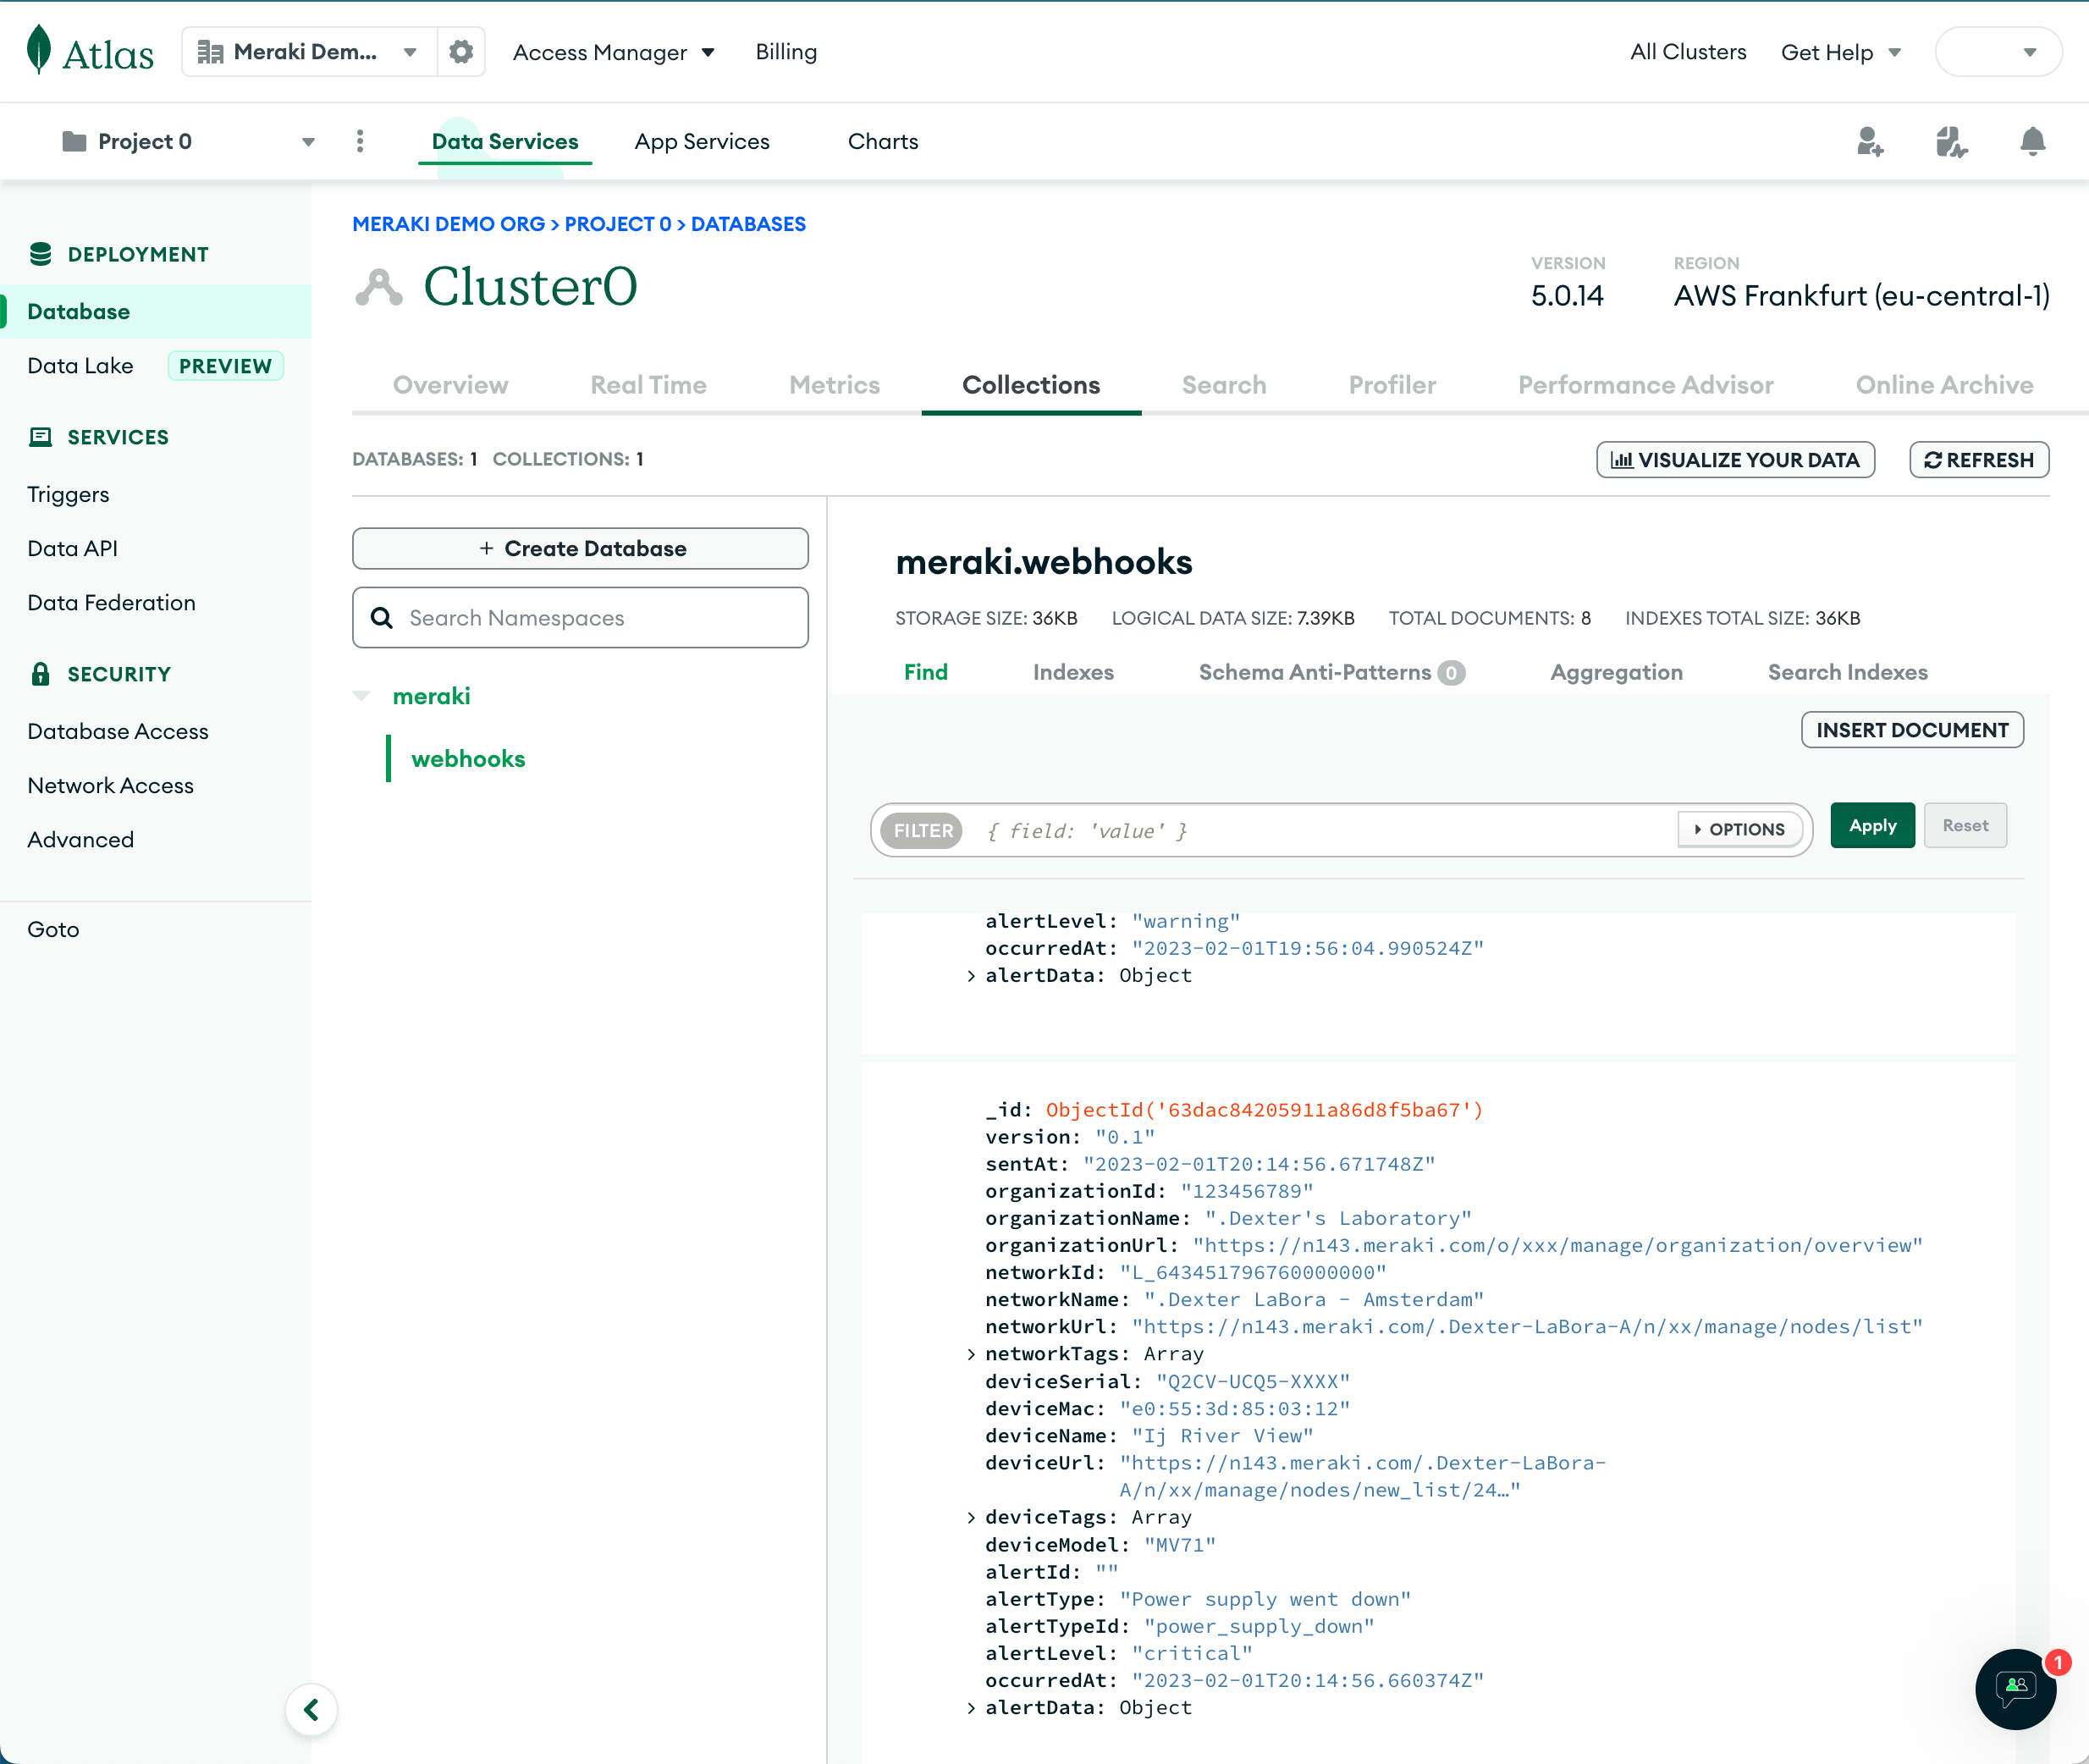 Atlas
Meraki Dem...
Access Manager
Billing
All Clusters
Get Help
Project 0
Data Services
App Services
Charts
DEPLOYMENT
Database
Data Lake
PREVIEW
SERVICES
Triggers
Data API
Data Federation
SECURITY
Database Access
Network Access
Advanced
Goto
MERAKI DEMO ORG > PROJECT 0 > DATABASES
Cluster0
VERSION
5.0.14
REGION
AWS Frankfurt (eu-central-1)
Overview
Real Time
Metrics
Collections
Search
Profiler
Performance Advisor
Online Archive
DATABASES: 1 COLLECTIONS: 1
VISUALIZE YOUR DATA
REFRESH
+ Create Database
Search Namespaces
meraki
webhooks
meraki.webhooks
STORAGE SIZE: 36KB LOGICAL DATA SIZE: 7.39KB TOTAL DOCUMENTS: 8 INDEXES TOTAL SIZE: 36KB
Find
Indexes
Schema Anti-Patterns 0
Aggregation
Search Indexes
INSERT DOCUMENT
FILTER
{ field: 'value' }
OPTIONS
Apply
Reset
alertLevel: "warning"
occurredAt: "2023-02-01T19:56:04.990524Z"
> alertData: Object
_id: ObjectId('63dac84205911a86d8f5ba67')
version: "0.1"
sentAt: "2023-02-01T20:14:56.671748Z"
organizationId: "123456789"
organizationName: ".Dexter's Laboratory"
organizationUrl: "https://n143.meraki.com/o/xxx/manage/organization/overview"
networkId: "L_643451796760000000"
networkName: ".Dexter LaBora - Amsterdam"
networkUrl: "https://n143.meraki.com/.Dexter-LaBora-A/n/xx/manage/nodes/list"
> networkTags: Array
deviceSerial: "Q2CV-UCQ5-XXXX"
deviceMac: "e0:55:3d:85:03:12"
deviceName: "Ij River View"
deviceUrl: "https://n143.meraki.com/.Dexter-LaBora-
A/n/xx/manage/nodes/new_list/24…"
> deviceTags: Array
deviceModel: "MV71"
alertId: ""
alertType: "Power supply went down"
alertTypeId: "power_supply_down"
alertLevel: "critical"
occurredAt: "2023-02-01T20:14:56.660374Z"
> alertData: Object
1